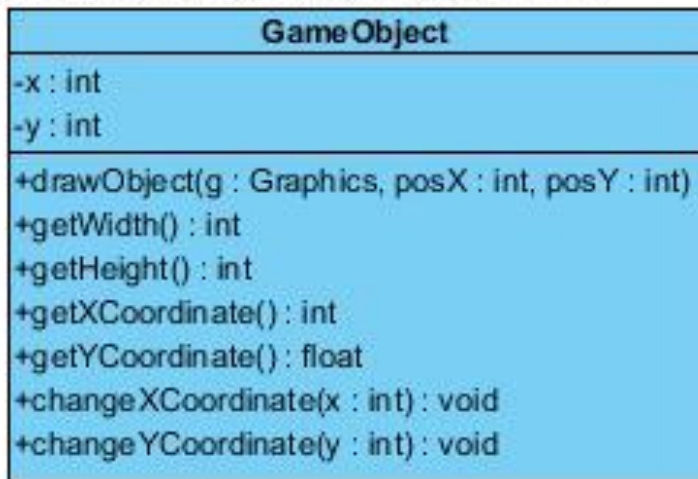 GameObject
-x : int
-y : int
+drawObject(g : Graphics, posX : int, posY : int)
+getWidth() : int
+getHeight() : int
+getXCoordinate() : int
+getYCoordinate() : float
+changeXCoordinate(x : int) : void
+changeYCoordinate(y : int) : void